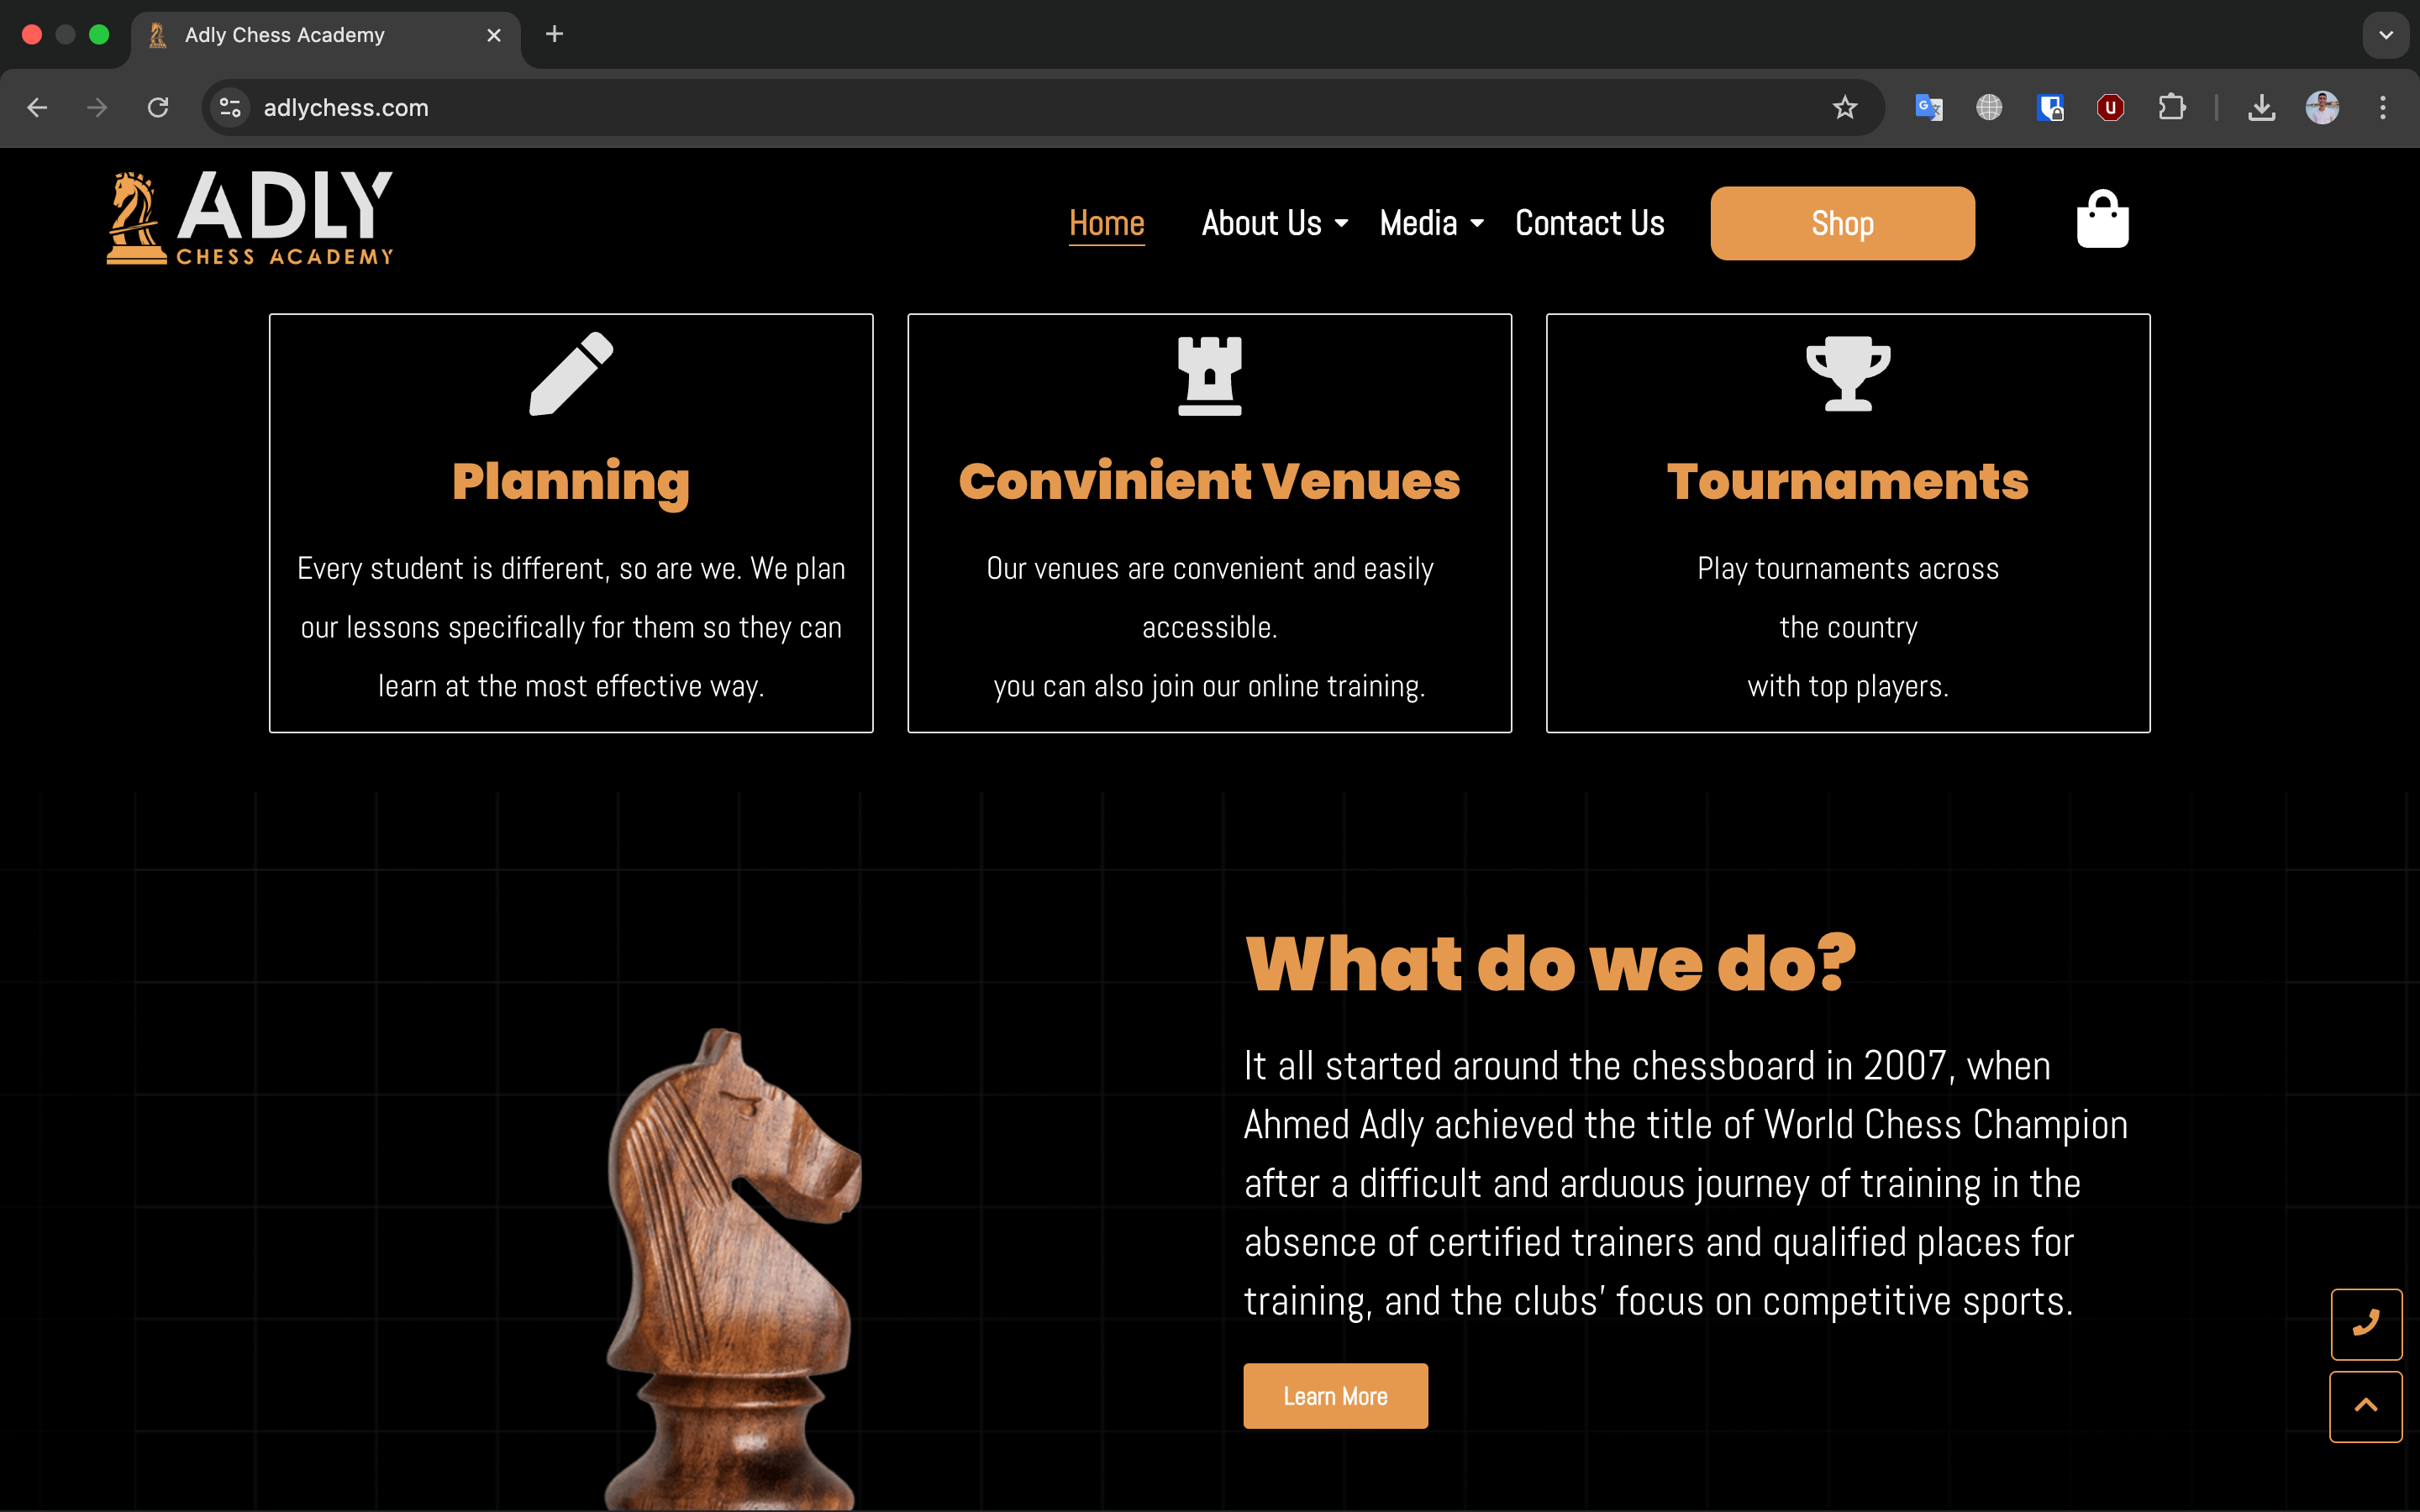 Adly Chess Academy
adlychess.com
ADLY
CHESS ACADEMY
Home
About Us
Media
Contact Us
Shop
Planning
Every student is different, so are we. We plan
our lessons specifically for them so they can
learn at the most effective way.
Convinient Venues
Our venues are convenient and easily
accessible.
you can also join our online training.
Tournaments
Play tournaments across
the country
with top players.
What do we do?
It all started around the chessboard in 2007, when
Ahmed Adly achieved the title of World Chess Champion
after a difficult and arduous journey of training in the
absence of certified trainers and qualified places for
training, and the clubs’ focus on competitive sports.
Learn More